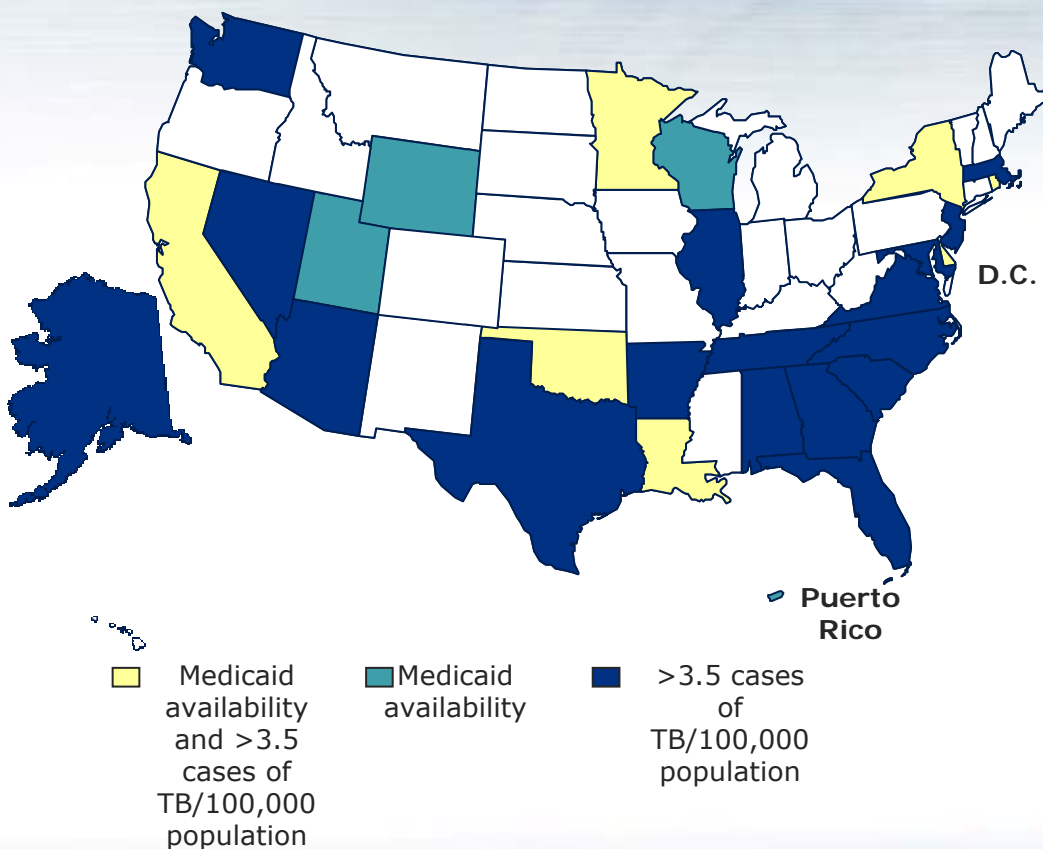 D.C.
Puerto
Rico
Medicaid
availability
and >3.5
cases of
TB/100,000
population
Medicaid
availability
>3.5 cases
of
TB/100,000
population